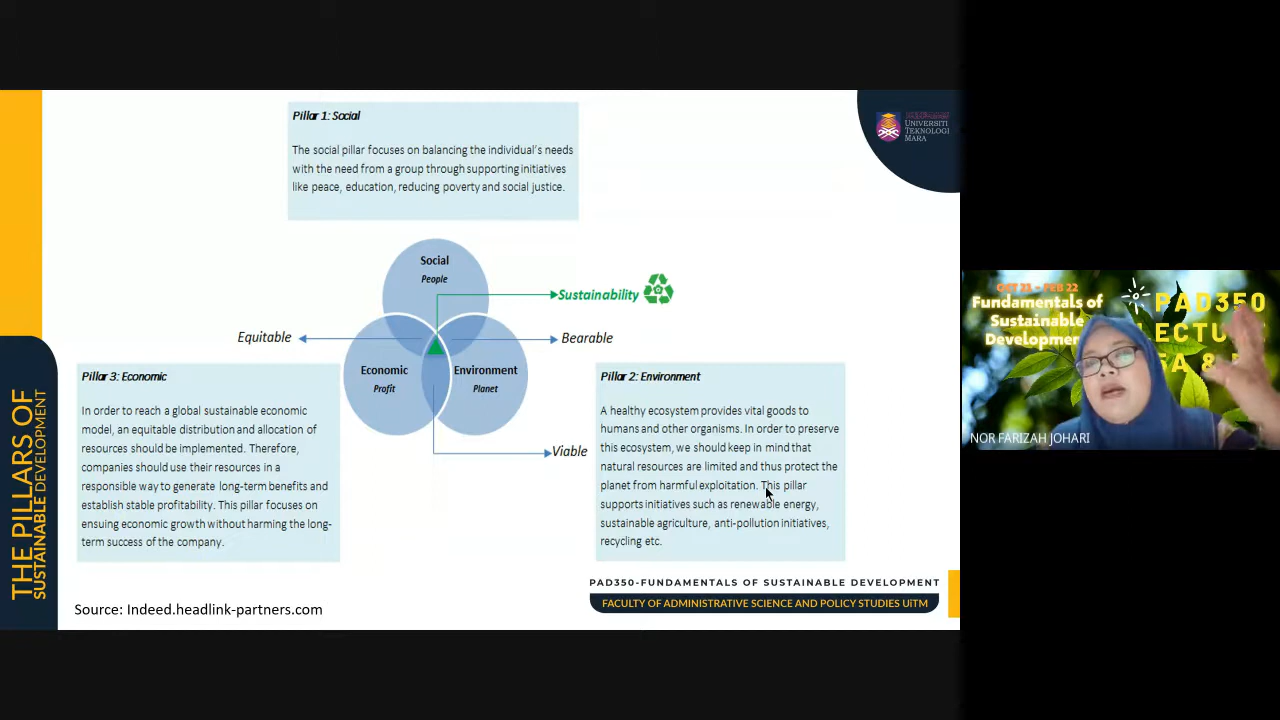 Pillar 1: Social
The social pillar focuses on balancing the individual's needs
with the need from a group through supporting initiatives
like peace, education, reducing poverty and social justice.
UNIVERSITI
TEKNOLOGI
MARA
Social
People
Sustainability
Equitable
Bearable
Economic
Profit
Environment
Planet
Viable
Pillar 3: Economic
In order to reach a global sustainable economic
model, an equitable distribution and allocation of
resources should be implemented. Therefore,
companies should use their resources in a
responsible way to generate long-term benefits and
establish stable profitability. This pillar focuses on
ensuing economic growth without harming the long-
term success of the company.
Pillar 2: Environment
A healthy ecosystem provides vital goods to
humans and other organisms. In order to preserve
this ecosystem, we should keep in mind that
natural resources are limited and thus protect the
planet from harmful exploitation. This pillar
supports initiatives such as renewable energy,
sustainable agriculture, anti-pollution initiatives,
recycling etc.
THE PILLARS OF
SUSTAINABLE DEVELOPMENT
Source: Indeed.headlink-partners.com
PAD350-FUNDAMENTALS OF SUSTAINABLE DEVELOPMENT
FACULTY OF ADMINISTRATIVE SCIENCE AND POLICY STUDIES UiTM
OCT 21 - FEB 22
Fundamentals of
Sustainable
Developmen
PAD350
LECTU
5A &
NOR FARIZAH JOHARI